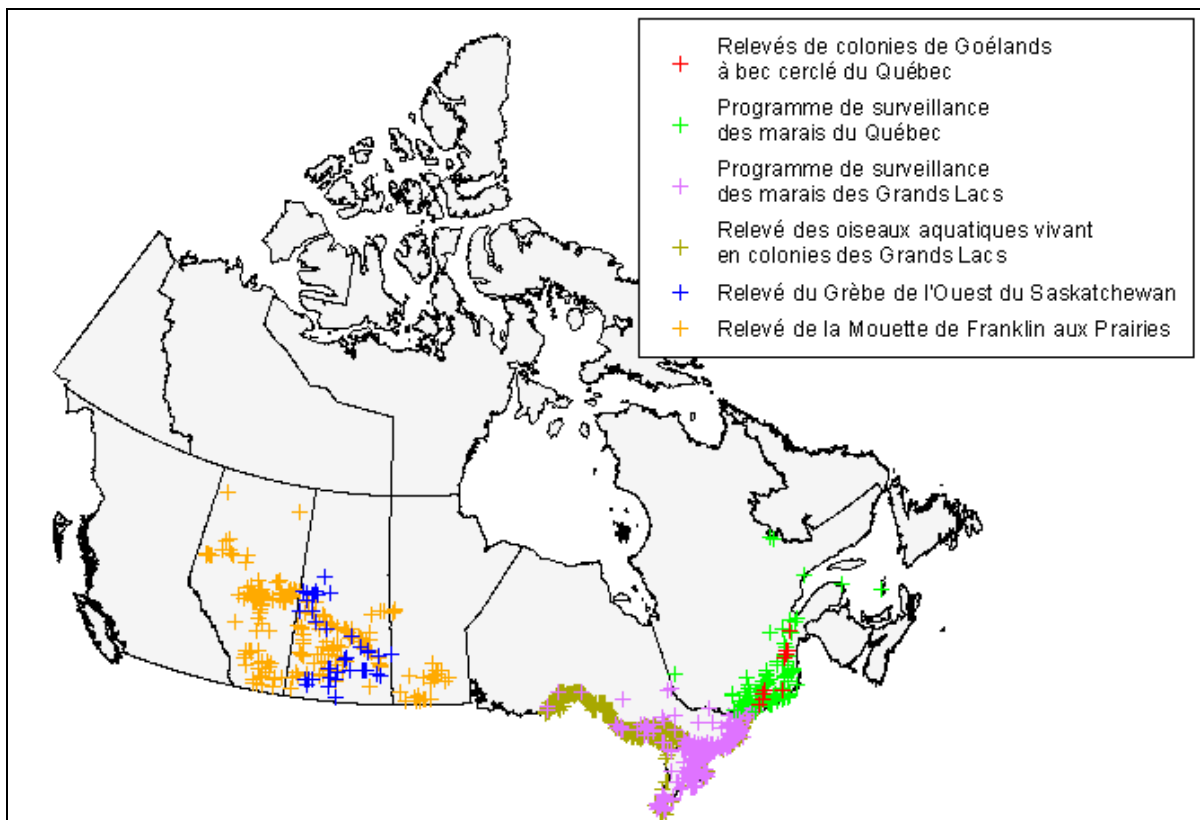 Relevés de colonies de Goélands
à bec cerclé du Québec
Programme de surveillance
des marais du Québec
Programme de surveillance
des marais des Grands Lacs
Relevé des oiseaux aquatiques vivant
en colonies des Grands Lacs
Relevé du Grèbe de l'Ouest du Saskatchewan
Relevé de la Mouette de Franklin aux Prairies